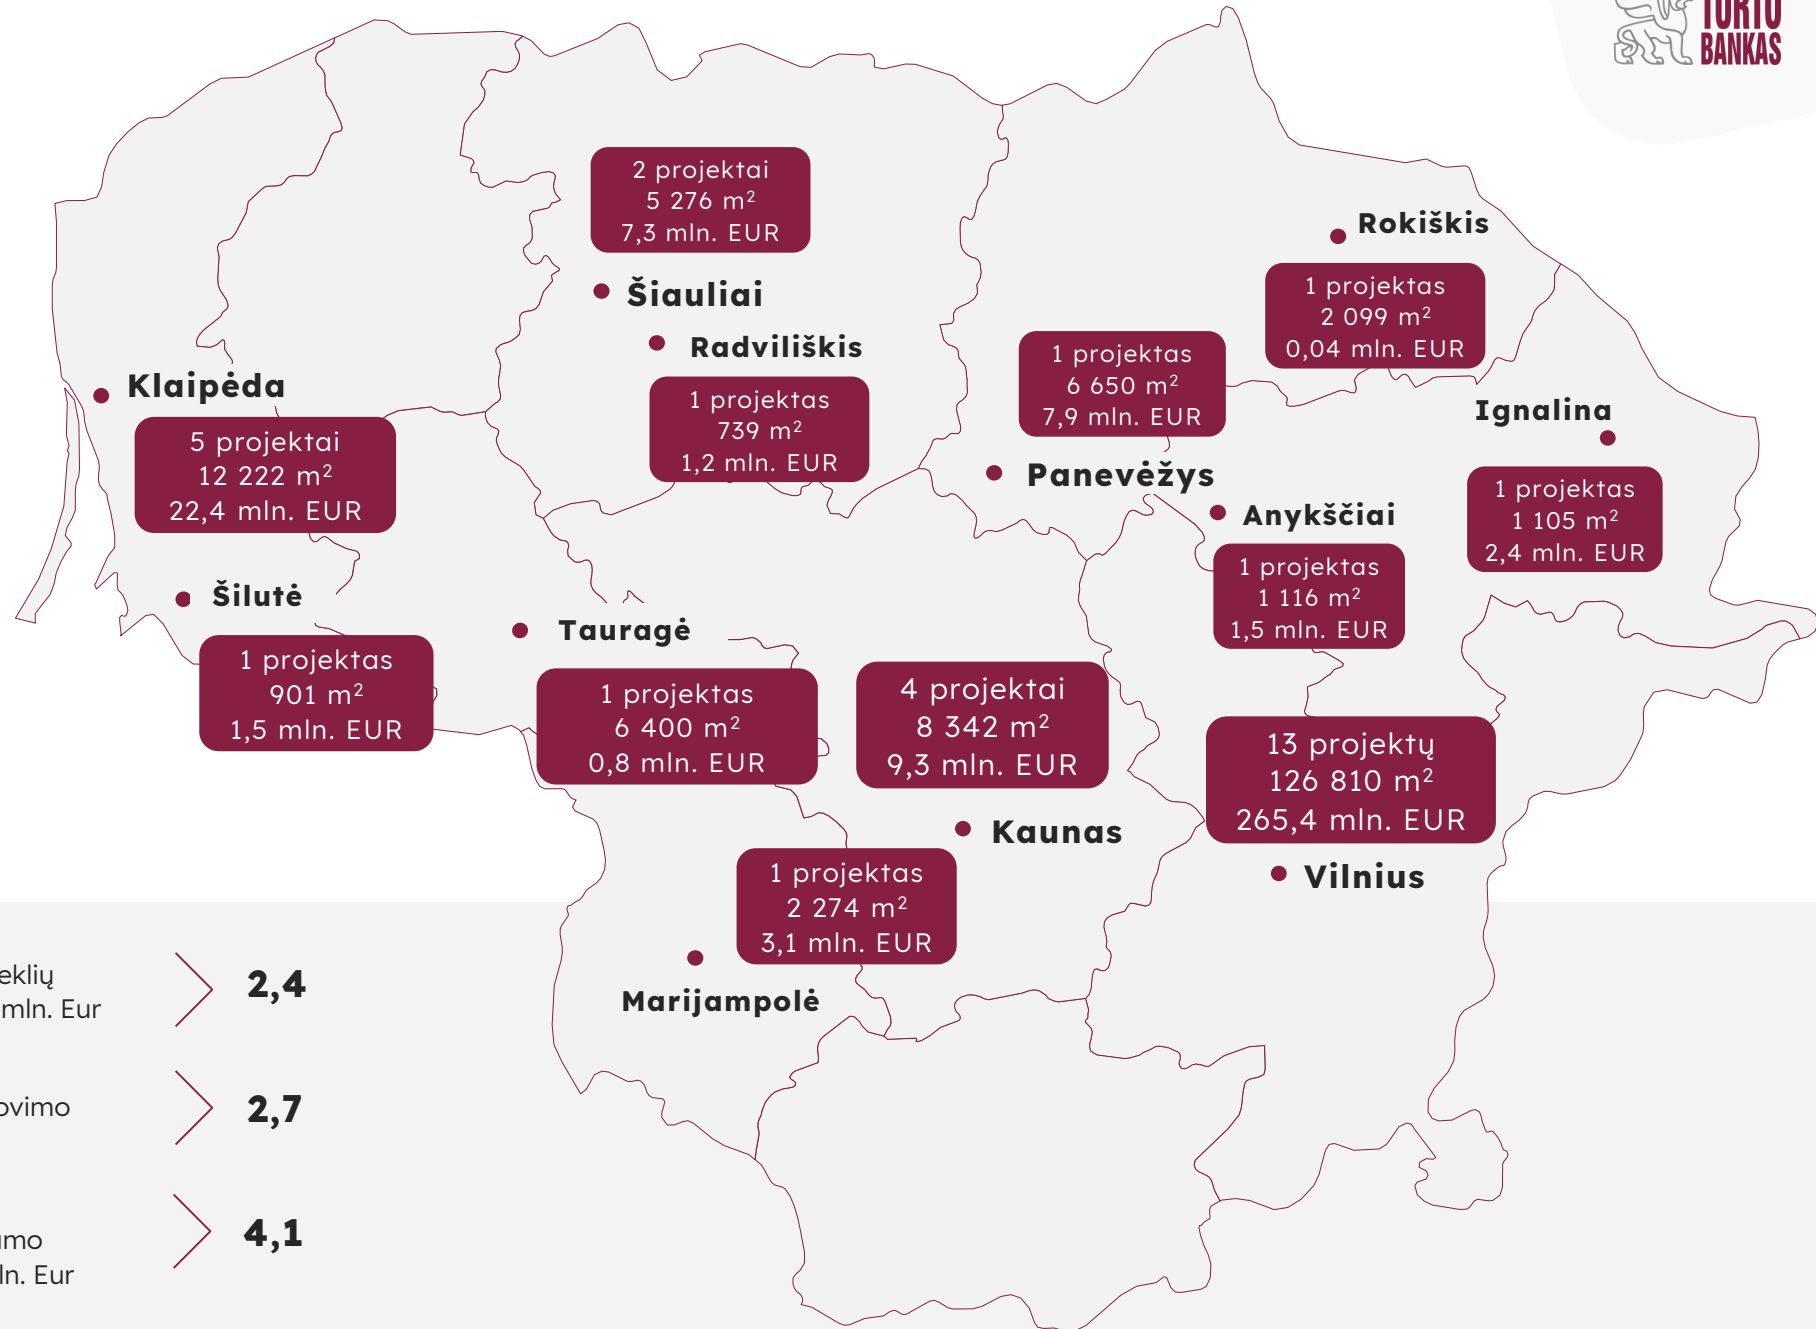 TURTO
BANKAS
2 projektai
5 276 m²
7,3 mln. EUR
Šiauliai
Rokiškis
1 projektas
2 099 m²
0,04 mln. EUR
Radviliškis
1 projektas
739 m²
1,2 mln. EUR
1 projektas
6 650 m²
7,9 mln. EUR
Panevėžys
Klaipėda
5 projektai
12 222 m²
22,4 mln. EUR
Ignalina
1 projektas
1 105 m²
2,4 mln. EUR
Anykščiai
1 projektas
1 116 m²
1,5 mln. EUR
Šilutė
1 projektas
901 m²
1,5 mln. EUR
Tauragė
1 projektas
6 400 m²
0,8 mln. EUR
4 projektai
8 342 m²
9,3 mln. EUR
Kaunas
13 projektų
126 810 m²
265,4 mln. EUR
Vilnius
1 projektas
2 274 m²
3,1 mln. EUR
Marijampolė
mln. Eur
2,4
2,7
4,1
ln. Eur